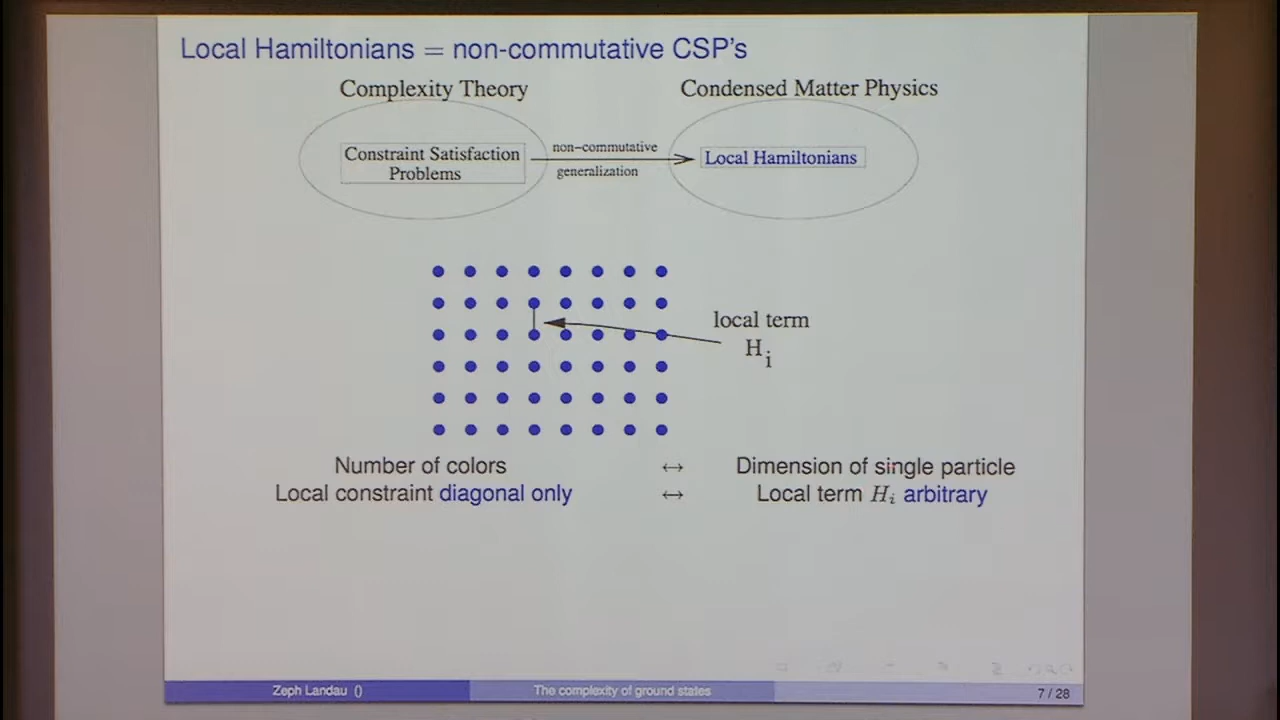 Local Hamiltonians = non-commutative CSP's
Complexity Theory
Condensed Matter Physics
Constraint Satisfaction
Problems
non-commutative
generalization
Local Hamiltonians
local term
H_i
Number of colors ↔ Dimension of single particle
Local constraint diagonal only ↔ Local term H_i arbitrary
Zeph Landau ()
The complexity of ground states
7 / 28